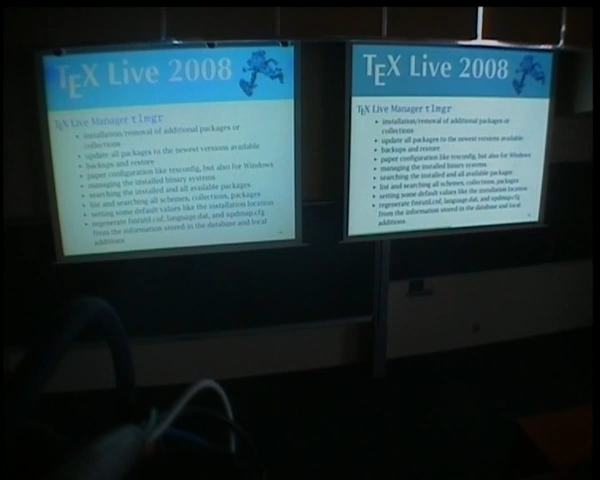 TEX Live 2008
TEX Live Manager tlmgr
• installation/removal of additional packages or
collections
• update all packages to the newest versions available
• backups and restore
• paper configuration like texconfig, but also for Windows
• managing the installed binary systems
• searching the installed and all available packages
• list and searching all schemes, collections, packages
• setting some default values like the installation location
• regenerate fmtutil.cnf, language.dat, and updmap.cfg
from the information stored in the database and local
additions
TEX Live 2008
TEX Live Manager tlmgr
• installation/removal of additional packages or
collections
• update all packages to the newest versions available
• backups and restore
• paper configuration like texconfig, but also for Windows
• managing the installed binary systems
• searching the installed and all available packages
• list and searching all schemes, collections, packages
• setting some default values like the installation location
• regenerate fmtutil.cnf, language.dat, and updmap.cfg
from the information stored in the database and local
additions